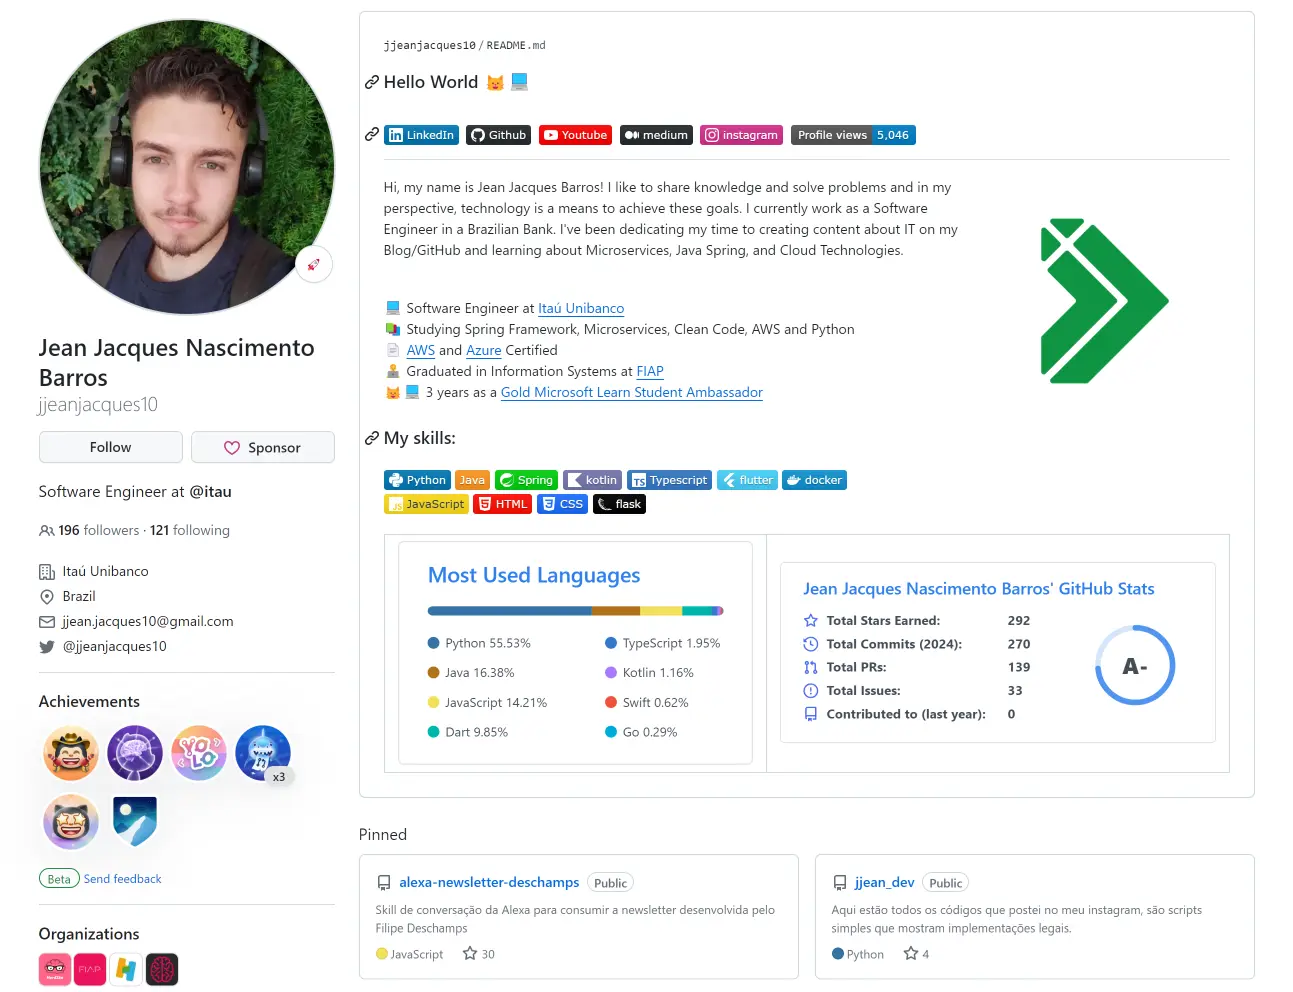 Jean Jacques Nascimento
Barros
jjeanjacques10
Follow
Sponsor
Software Engineer at @itau
196 followers · 121 following
Itaú Unibanco
Brazil
jjean.jacques10@gmail.com
@jjeanjacques10
Achievements
YOLO
x3
Beta Send feedback
Organizations
FIAP
jjeanjacques10/README.md
Hello World
LinkedIn Github Youtube medium instagram Profile views 5,046
Hi, my name is Jean Jacques Barros! I like to share knowledge and solve problems and in my
perspective, technology is a means to achieve these goals. I currently work as a Software
Engineer in a Brazilian Bank. I've been dedicating my time to creating content about IT on my
Blog/GitHub and learning about Microservices, Java Spring, and Cloud Technologies.
Software Engineer at Itaú Unibanco
Studying Spring Framework, Microservices, Clean Code, AWS and Python
AWS and Azure Certified
Graduated in Information Systems at FIAP
3 years as a Gold Microsoft Learn Student Ambassador
My skills:
Python Java Spring kotlin TS Typescript flutter docker
JS JavaScript HTML CSS flask
Most Used Languages
Python 55.53%
Java 16.38%
JavaScript 14.21%
Dart 9.85%
TypeScript 1.95%
Kotlin 1.16%
Swift 0.62%
Go 0.29%
Jean Jacques Nascimento Barros' GitHub Stats
Total Stars Earned: 292
Total Commits (2024): 270
Total PRs: 139
Total Issues: 33
Contributed to (last year): 0
A-
Pinned
alexa-newsletter-deschamps Public
Skill de conversação da Alexa para consumir a newsletter desenvolvida pelo
Filipe Deschamps
JavaScript 30
jjean_dev Public
Aqui estão todos os códigos que postei no meu instagram, são scripts
simples que mostram implementações legais.
Python 4